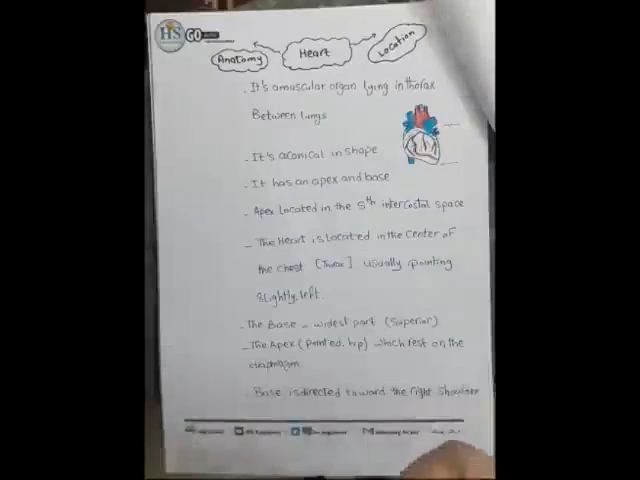 HS GO
Anatomy Heart Location
. It's amuscular organ lying in thorax
Between lungs
- It's aconical in shape
- It has an apex and base
. Apex Located in the 5th intercostal space
- The Heart is Located in the Center of
the chest [Thorax] usually pointing
slightly left.
- The Base - widest part (Superior)
- The Apex (pointed tip) which rest on the
diaphragm
. Base is directed toward the right shoulder